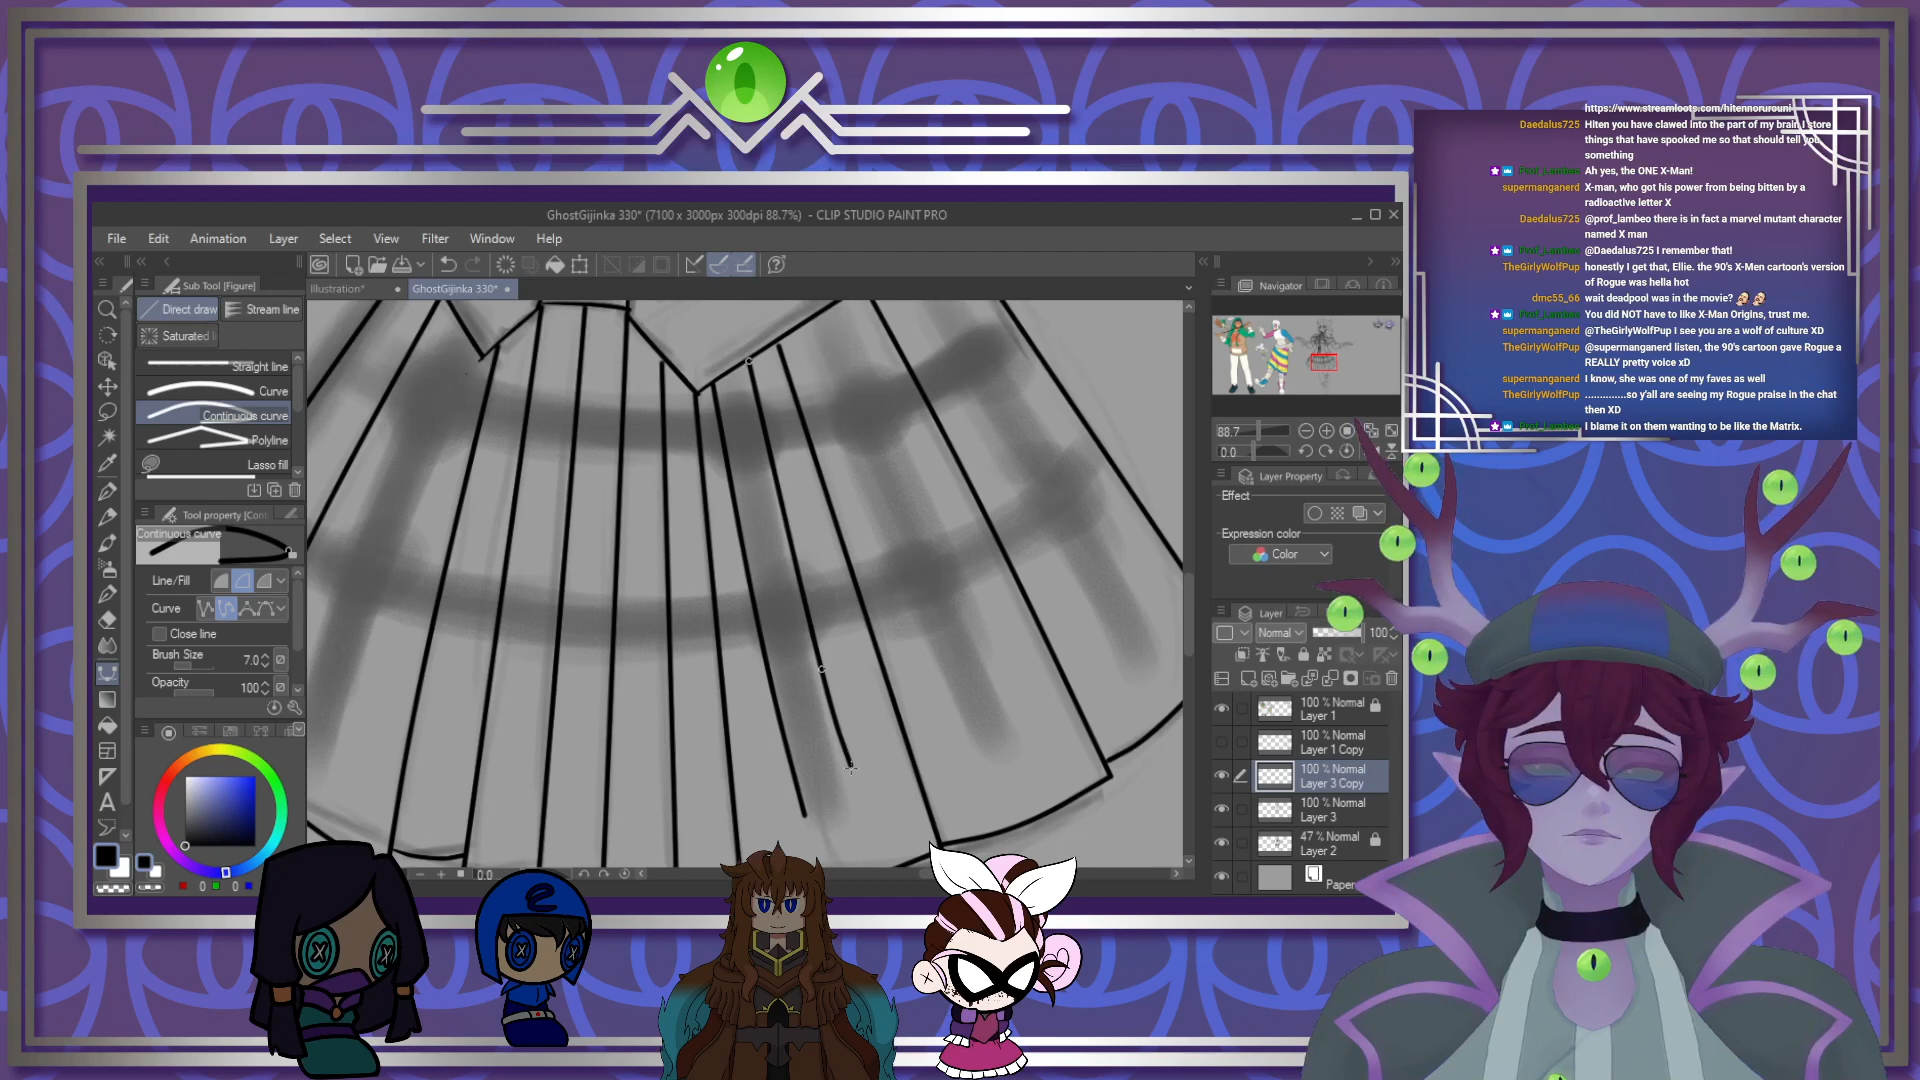 GhostGijinka 330* (7100 x 3000px 300dpi 88.7%) - CLIP STUDIO PAINT PRO
File Edit Animation Layer Select View Filter Window Help
Sub Tool [Figure]
Illustration*
GhostGijinka 330*
Direct draw
Stream line
Saturated l
Straight line
Curve
Continuous curve
Polyline
Lasso fill
Tool property [Cont
Continuous curve
Line/Fill
Curve
Close line
Brush Size 7.0
Opacity 100
0 0
0.0
Navigator
88.7
0.0
Layer Property
Effect
Expression color
Color
Layer
Normal 100
100 % Normal
Layer 1
100 % Normal
Layer 1 Copy
100 % Normal
Layer 3 Copy
100 % Normal
Layer 3
47 % Normal
Layer 2
Paper
https://www.streamloots.com/hitennorurouni
Daedalus725 Hiten you have clawed into the part of my brain I store
things that have spooked me so that should tell you
something
Prof_Lambeo Ah yes, the ONE X-Man!
supermanganerd X-man, who got his power from being bitten by a
radioactive letter X
Daedalus725 @prof_lambeo there is in fact a marvel mutant character
named X man
Prof_Lambeo @Daedalus725 I remember that!
TheGirlyWolfPup honestly I get that, Ellie. the 90's X-Men cartoon's version
of Rogue was hella hot
dmc55_66 wait deadpool was in the movie?
Prof_Lambeo You did NOT have to like X-Man Origins, trust me.
supermanganerd @TheGirlyWolfPup I see you are a wolf of culture XD
TheGirlyWolfPup @supermanganerd listen, the 90's cartoon gave Rogue a
REALLY pretty voice xD
supermanganerd I know, she was one of my faves as well
TheGirlyWolfPup ..............so y'all are seeing my Rogue praise in the chat
then XD
Prof_Lambeo I blame it on them wanting to be like the Matrix.